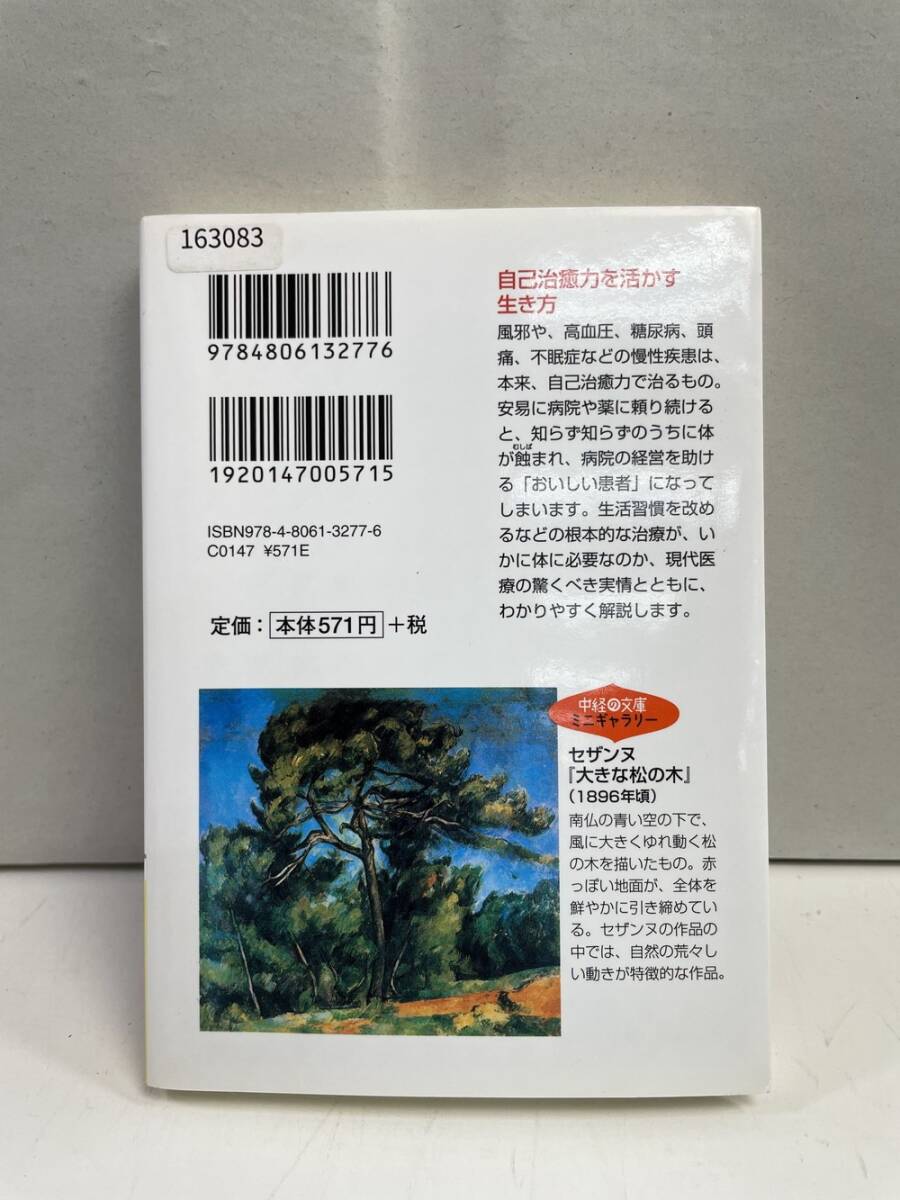 163083
9784806132776
1920147005715
ISBN978-4-8061-3277-6
C0147 ¥571E
定価：本体571円＋税
自己治癒力を活かす
生き方
風邪や、高血圧、糖尿病、頭
痛、不眠症などの慢性疾患は、
本来、自己治癒力で治るもの。
安易に病院や薬に頼り続ける
と、知らず知らずのうちに体
むしば
が蝕まれ、病院の経営を助け
る「おいしい患者」になって
しまいます。生活習慣を改め
るなどの根本的な治療が、い
かに体に必要なのか、現代医
療の驚くべき実情とともに、
わかりやすく解説します。
中経の文庫
ミニギャラリー
セザンヌ
『大きな松の木』
（1896年頃）
南仏の青い空の下で、
風に大きくゆれ動く松
の木を描いたもの。赤
っぽい地面が、全体を
鮮やかに引き締めてい
る。セザンヌの作品の
中では、自然の荒々し
い動きが特徴的な作品。